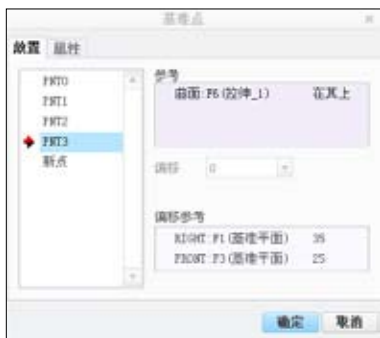 基准点
放置 属性
PNT0
PNT1
PNT2
PNT3
新点
参考
曲面:F6(拉伸_1) 在其上
偏移 0
偏移参考
RIGHT:F1(基准平面) 35
FRONT:F3(基准平面) 25
确定 取消